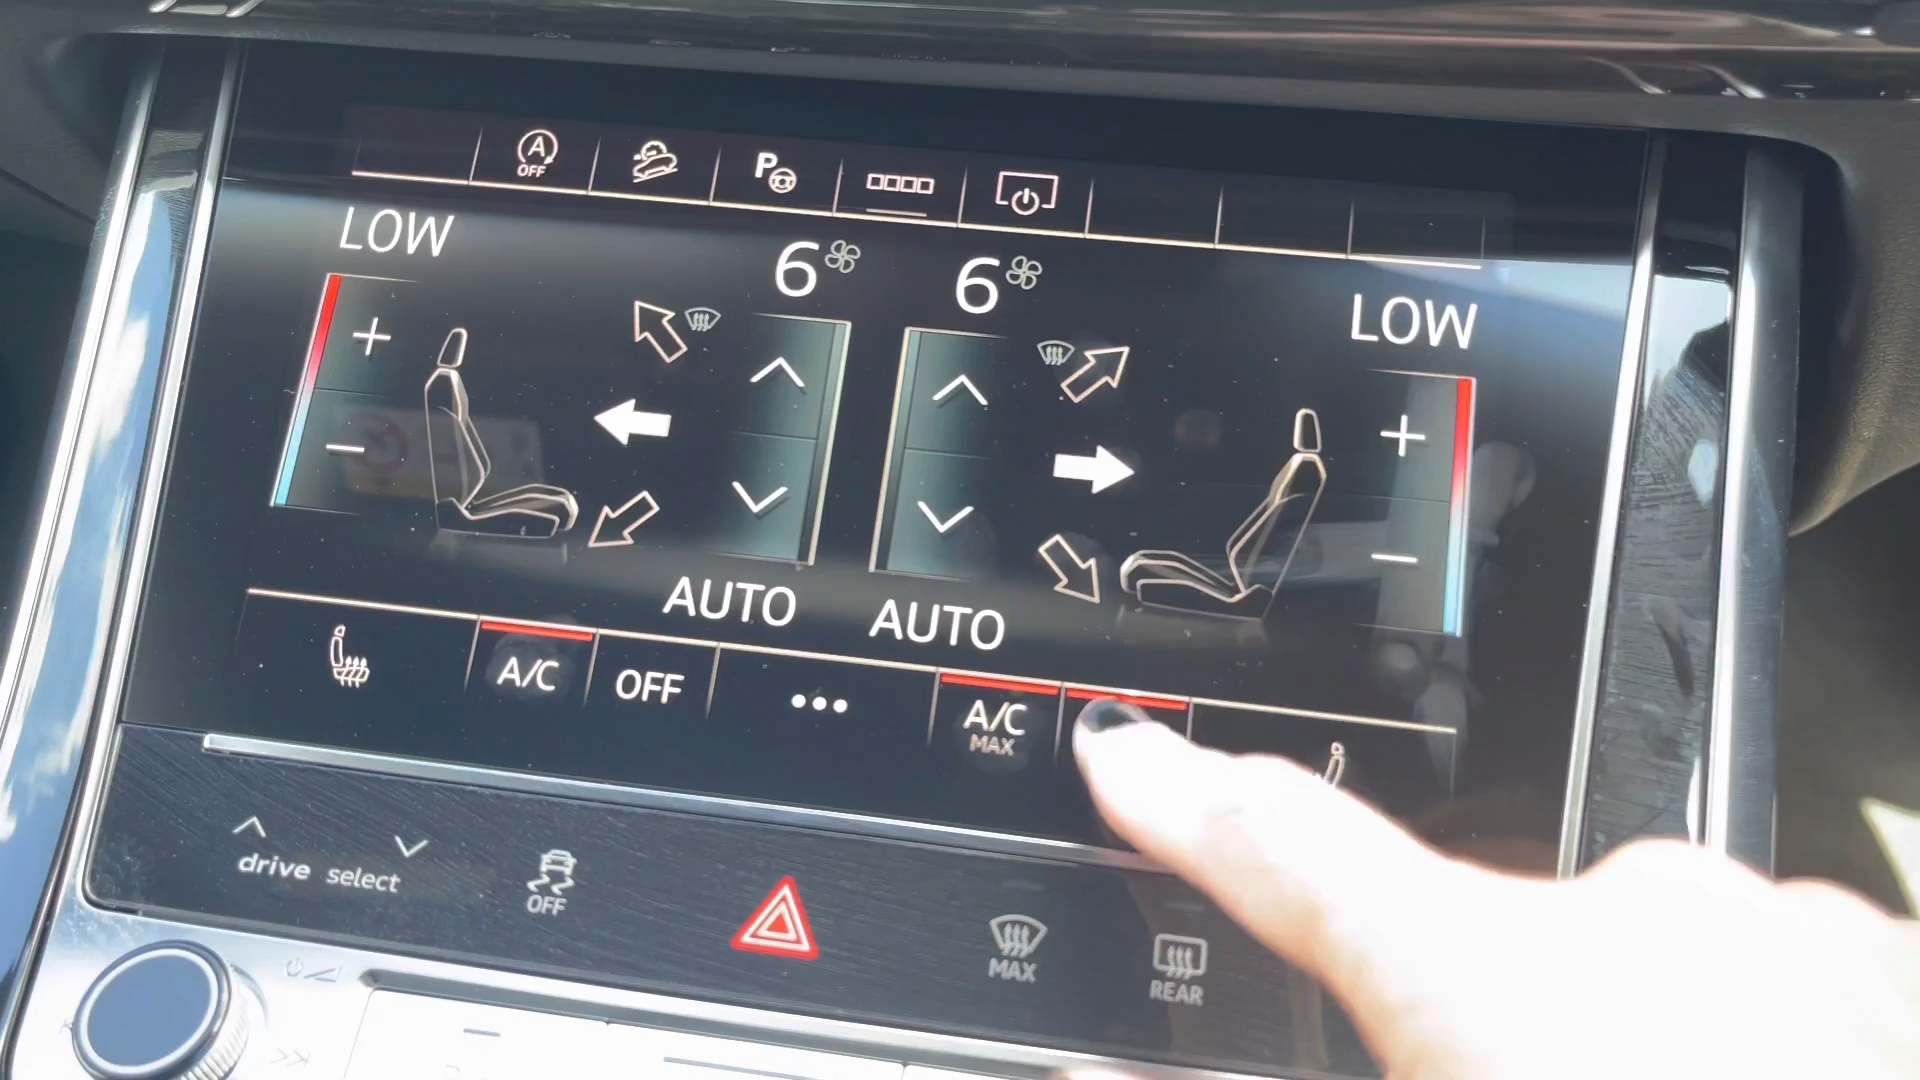 A
OFF
P
LOW
6
6
LOW
+
+
−
−
AUTO
AUTO
A/C
OFF
•••
A/C
MAX
drive select
OFF
MAX
REAR